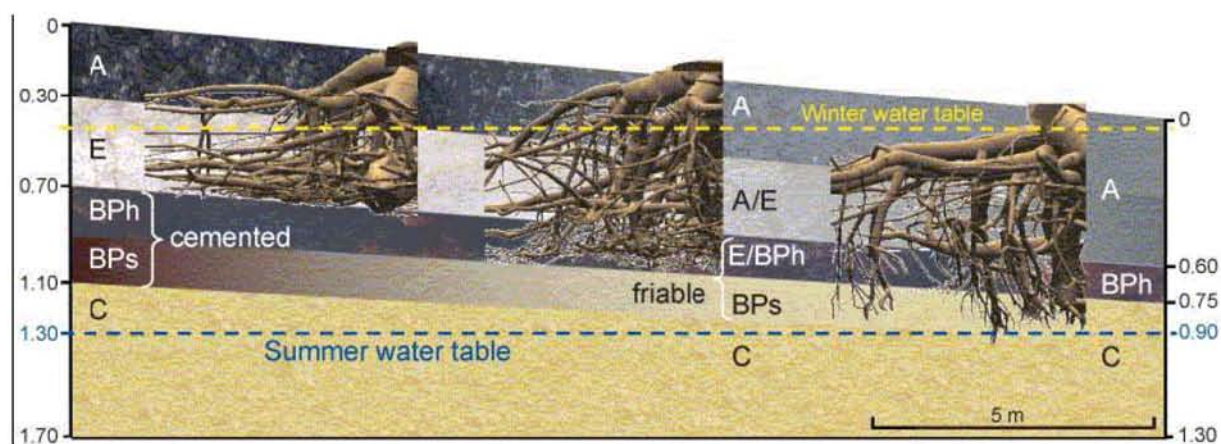 0
A
0.30
E
0.70
BPh
BPs
cemented
1.10
C
1.30
Summer water table
1.70
A
Winter water table
A/E
E/BPh
friable
BPs
C
5 m
0
A
0.60
BPh
0.75
0.90
C
1.30